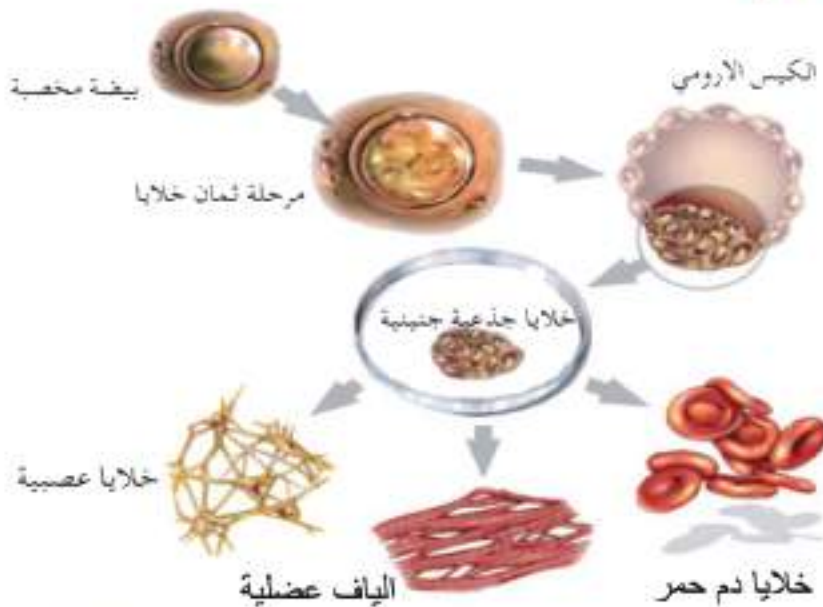 بيضة مخصبة
مرحلة ثمان خلايا
الكيس الارومي
خلايا جذعية جنينية
خلايا عصبية
الياف عضلية
خلايا دم حمر